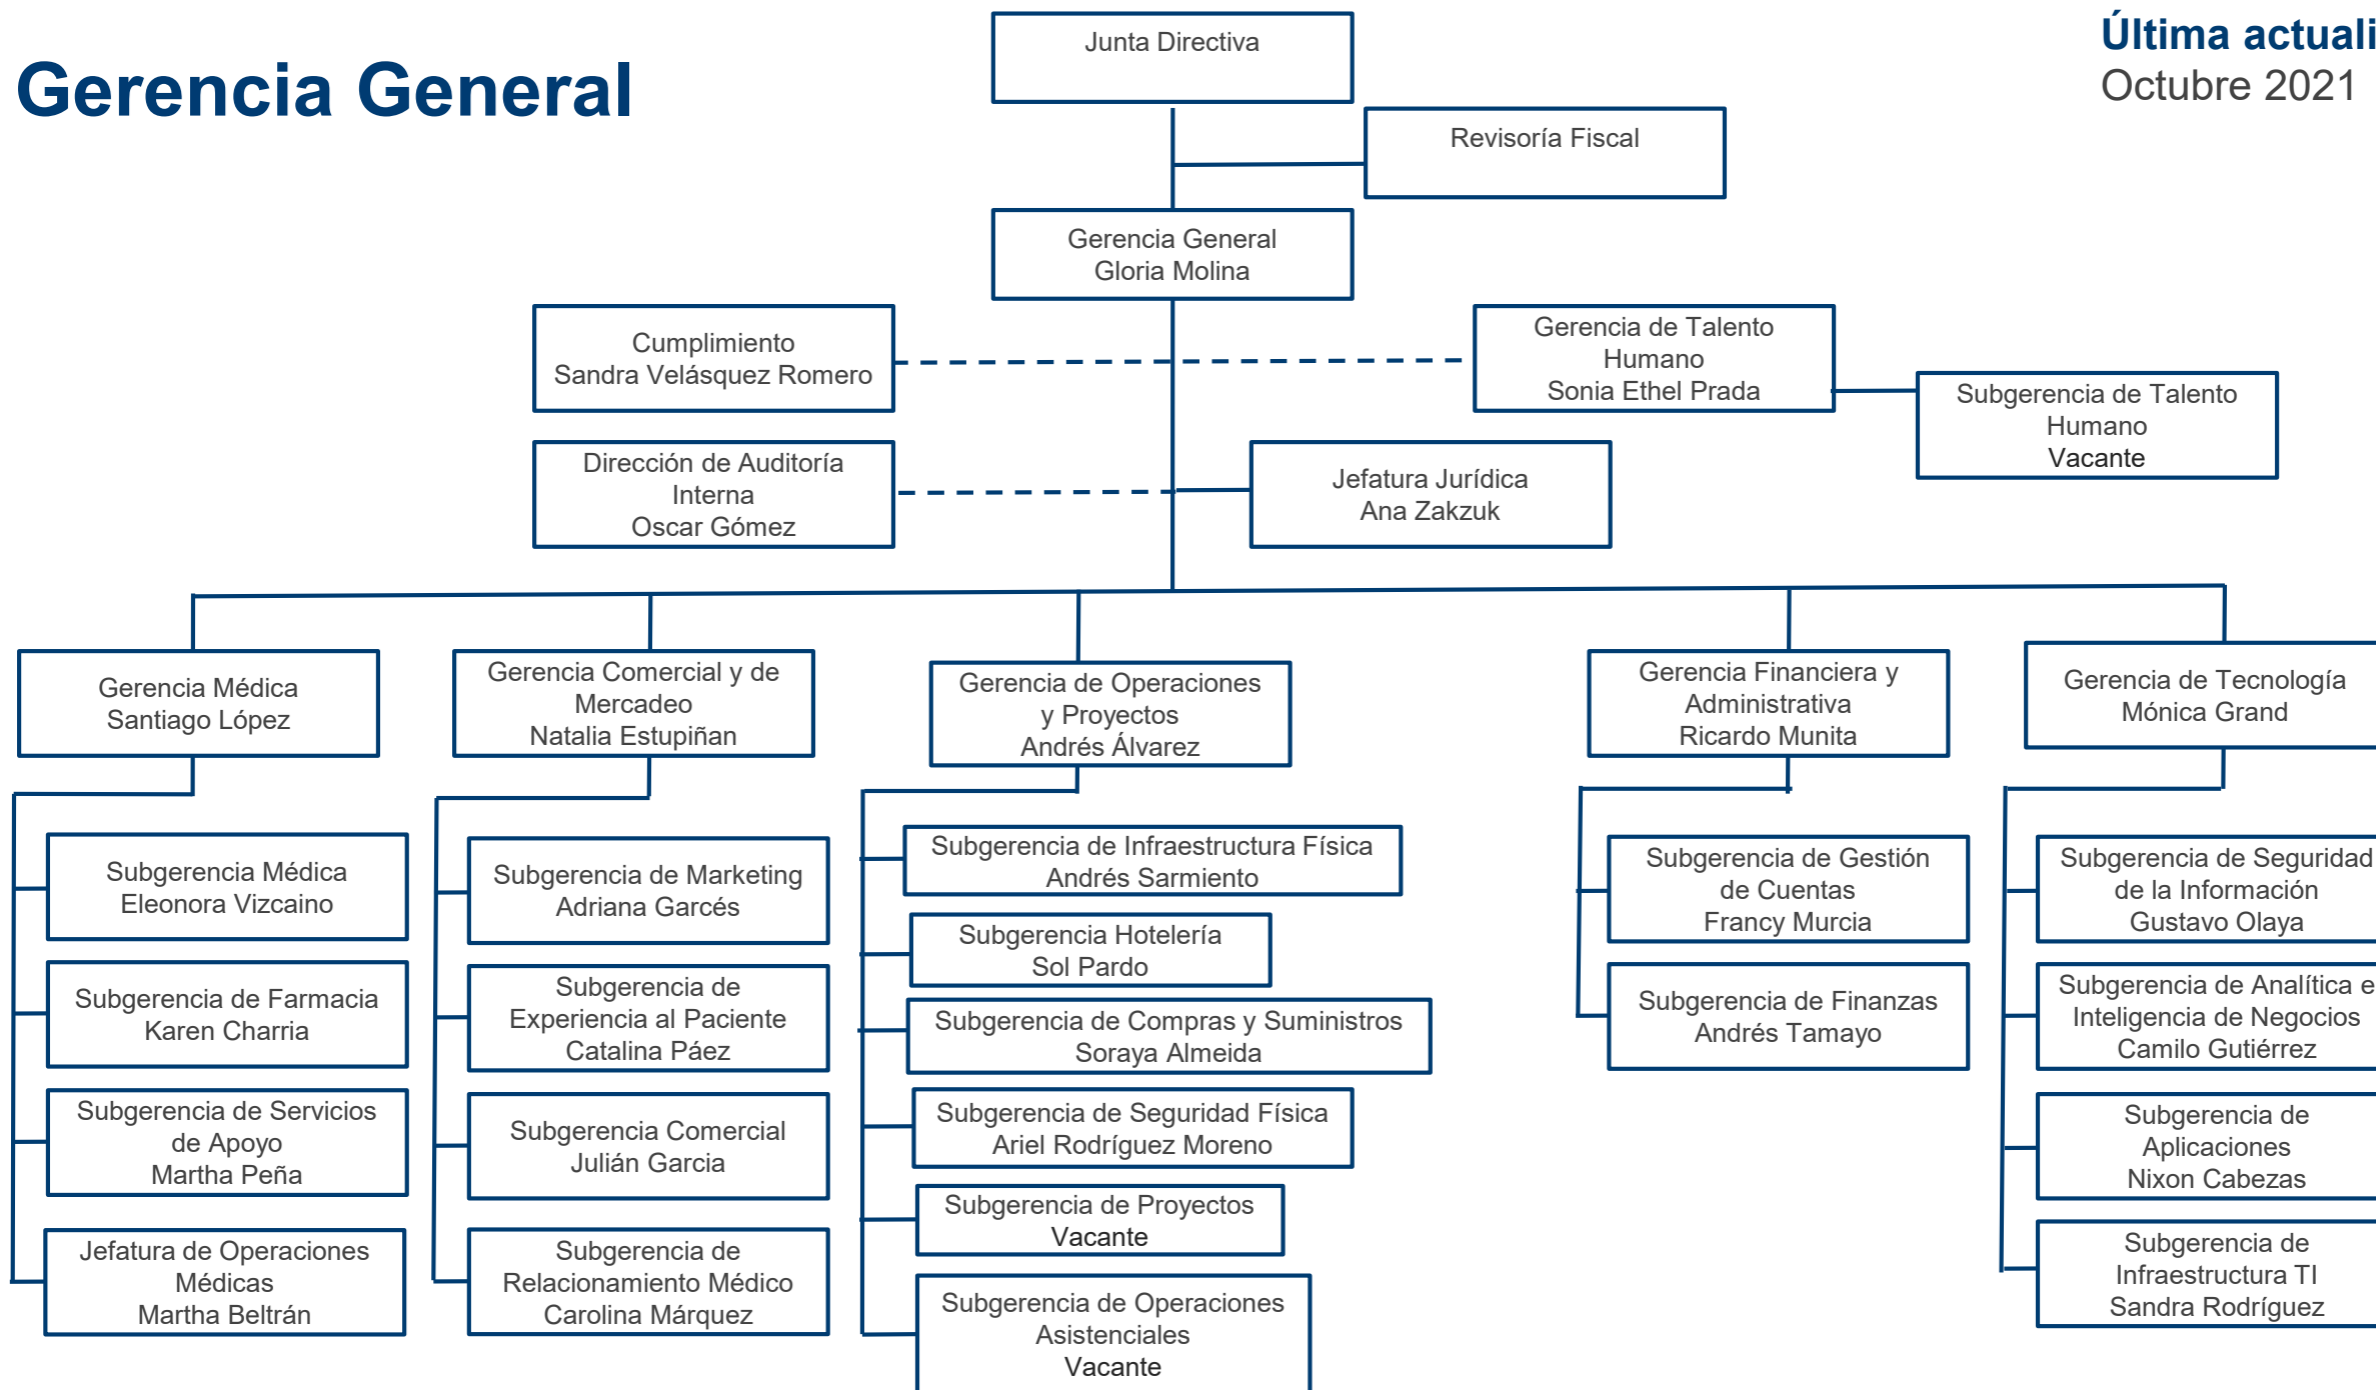 Gerencia General
Última actuali
Octubre 2021
Junta Directiva
Revisoría Fiscal
Gerencia General
Gloria Molina
Cumplimiento
Sandra Velásquez Romero
Gerencia de Talento
Humano
Sonia Ethel Prada
Subgerencia de Talento
Humano
Vacante
Dirección de Auditoría
Interna
Oscar Gómez
Jefatura Jurídica
Ana Zakzuk
Gerencia Médica
Santiago López
Gerencia Comercial y de
Mercadeo
Natalia Estupiñan
Gerencia de Operaciones
y Proyectos
Andrés Álvarez
Gerencia Financiera y
Administrativa
Ricardo Munita
Gerencia de Tecnología
Mónica Grand
Subgerencia Médica
Eleonora Vizcaino
Subgerencia de Farmacia
Karen Charria
Subgerencia de Servicios
de Apoyo
Martha Peña
Jefatura de Operaciones
Médicas
Martha Beltrán
Subgerencia de Marketing
Adriana Garcés
Subgerencia de
Experiencia al Paciente
Catalina Páez
Subgerencia Comercial
Julián Garcia
Subgerencia de
Relacionamiento Médico
Carolina Márquez
Subgerencia de Infraestructura Física
Andrés Sarmiento
Subgerencia Hotelería
Sol Pardo
Subgerencia de Compras y Suministros
Soraya Almeida
Subgerencia de Seguridad Física
Ariel Rodríguez Moreno
Subgerencia de Proyectos
Vacante
Subgerencia de Operaciones
Asistenciales
Vacante
Subgerencia de Gestión
de Cuentas
Francy Murcia
Subgerencia de Finanzas
Andrés Tamayo
Subgerencia de Seguridad
de la Información
Gustavo Olaya
Subgerencia de Analítica e
Inteligencia de Negocios
Camilo Gutiérrez
Subgerencia de
Aplicaciones
Nixon Cabezas
Subgerencia de
Infraestructura TI
Sandra Rodríguez